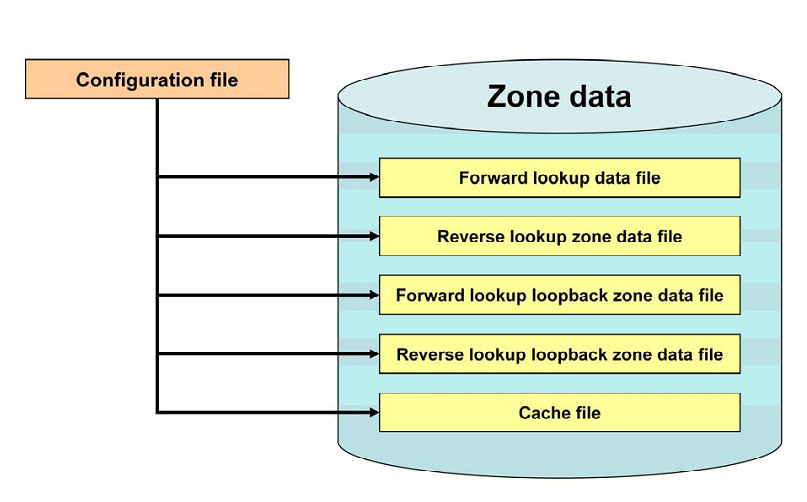 Configuration file
Zone data
Forward lookup data file
Reverse lookup zone data file
Forward lookup loopback zone data file
Reverse lookup loopback zone data file
Cache file